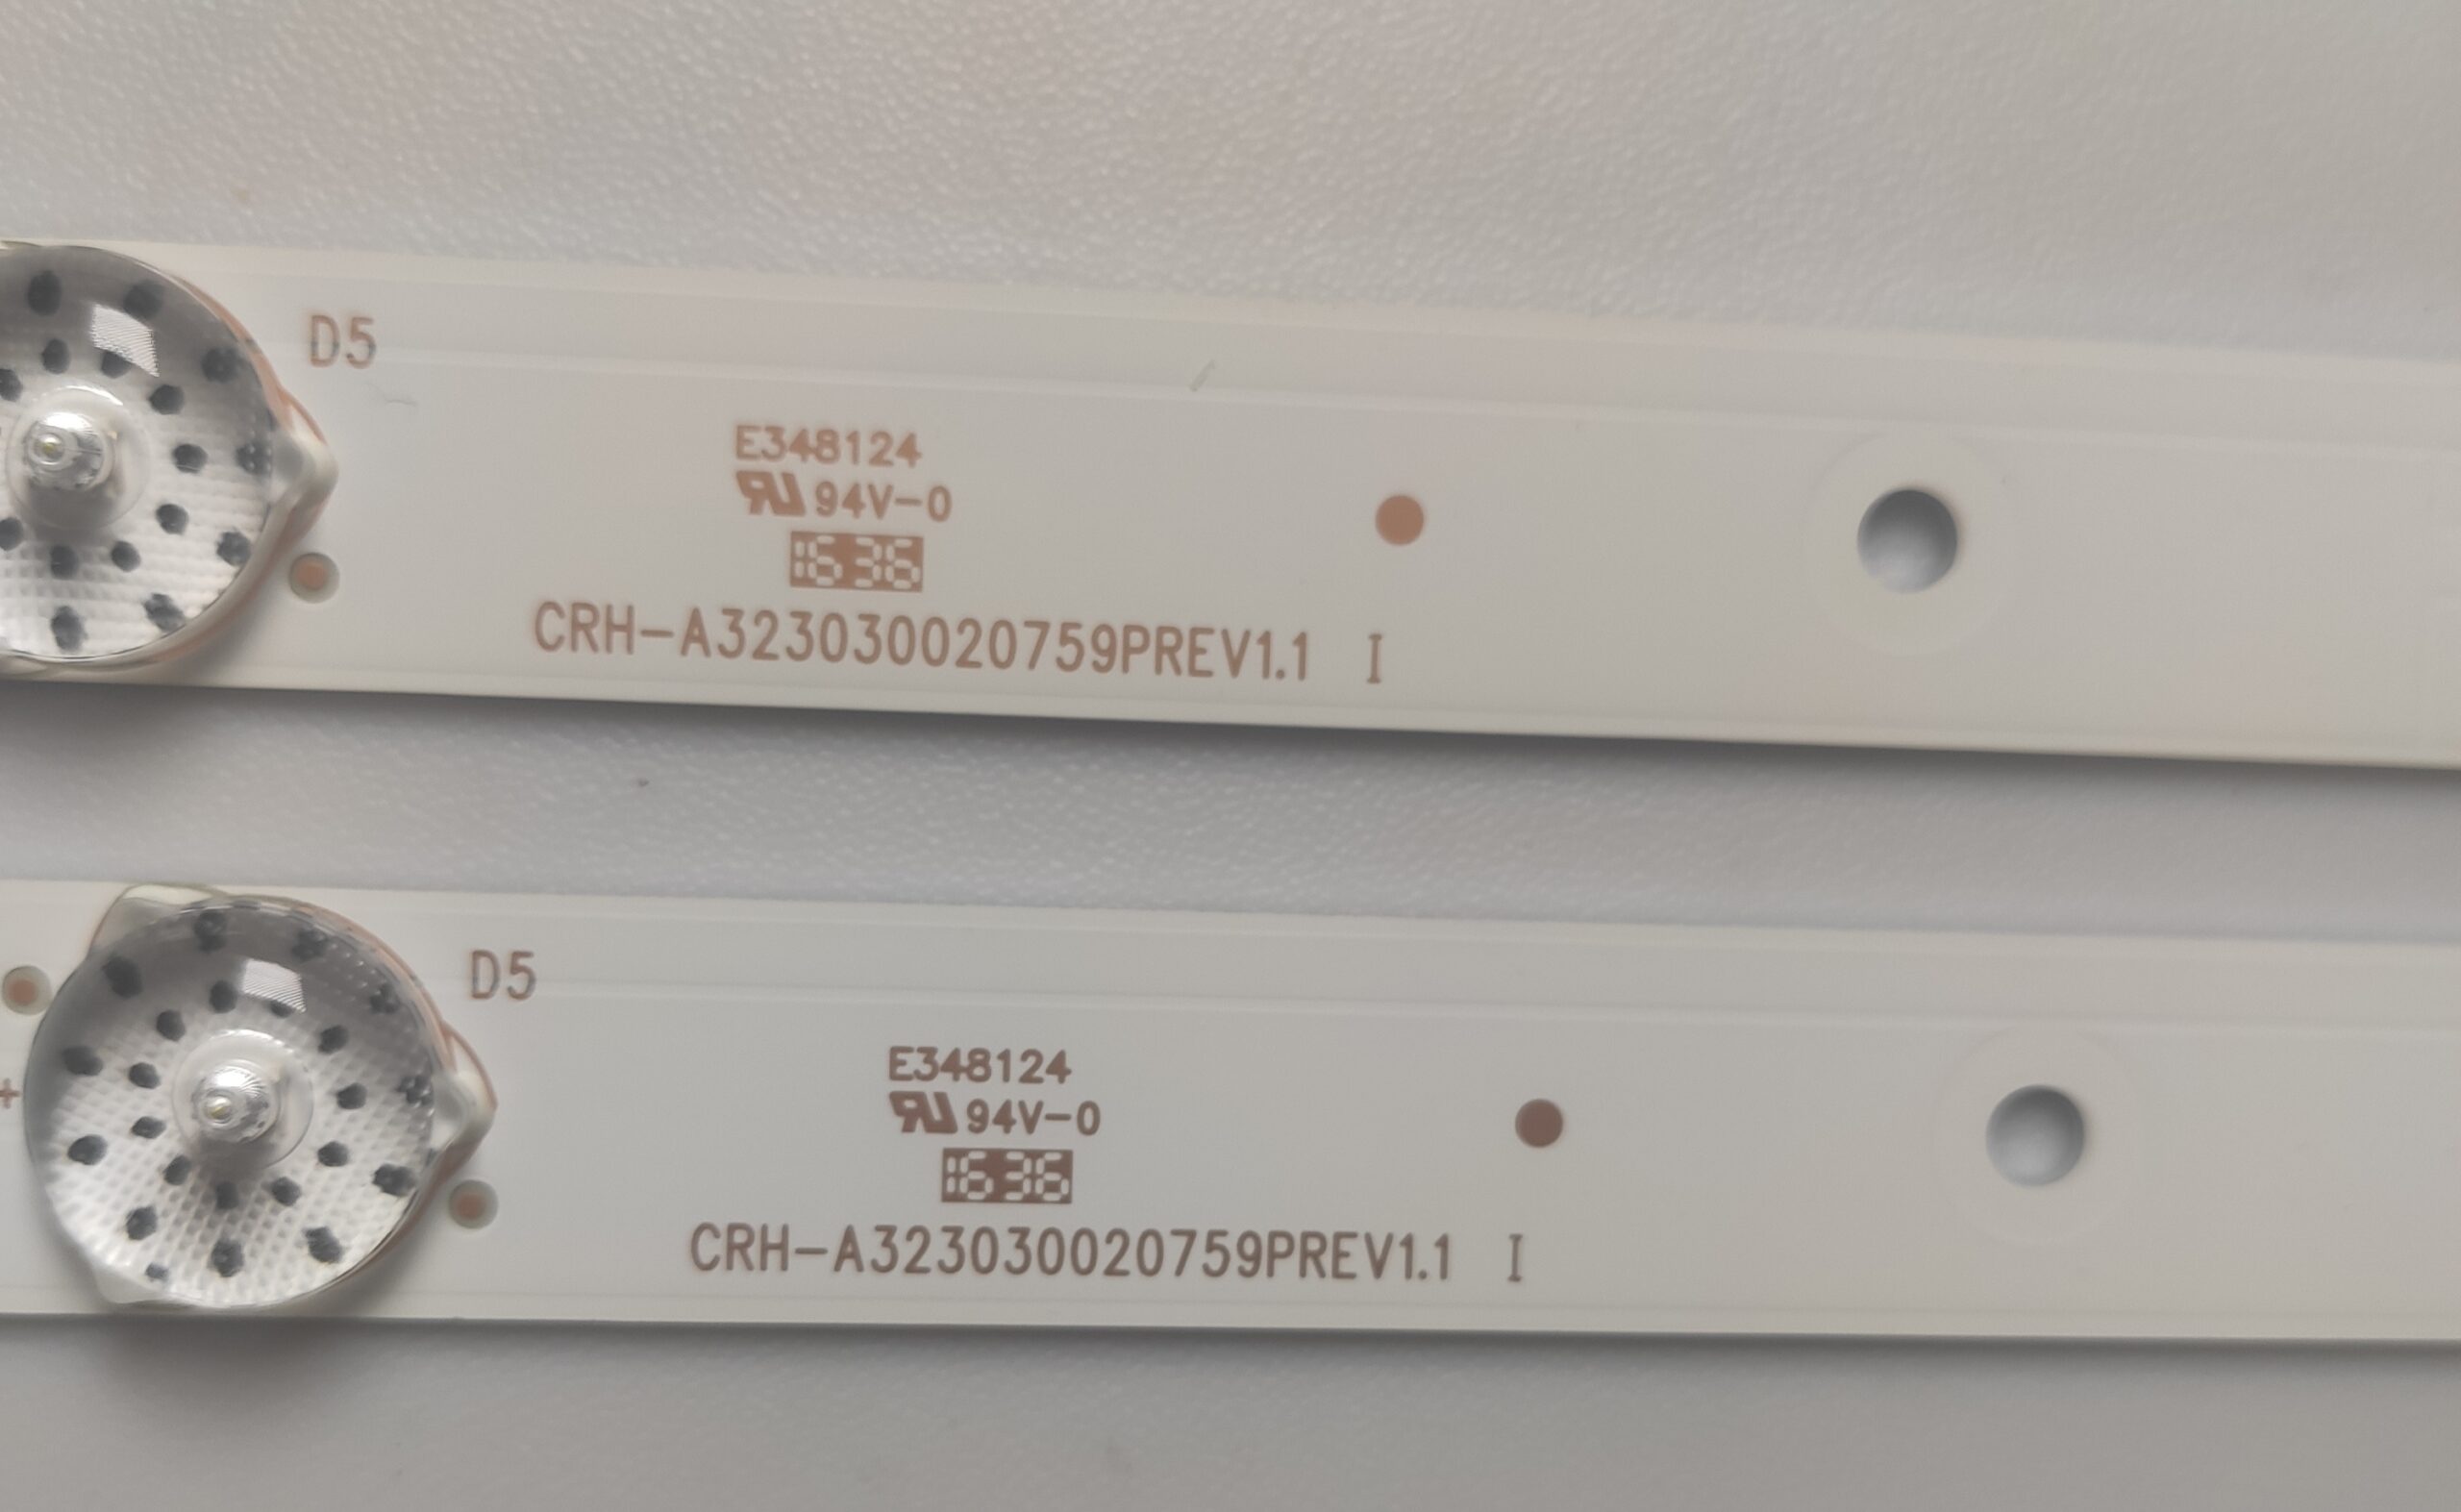 D5
E348124
94V-0
1636
CRH-A323030020759PREV1.1 I
D5
E348124
94V-0
1636
+
CRH-A323030020759PREV1.1 I